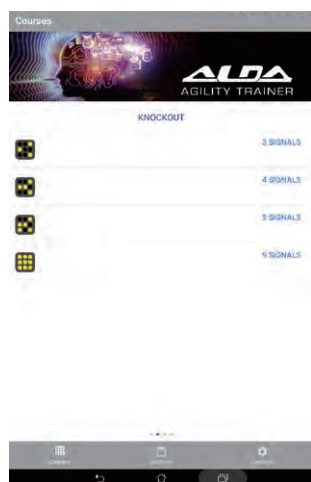 Courses
ALDA
AGILITY TRAINER
KNOCKOUT
3 SIGNALS
4 SIGNALS
5 SIGNALS
9 SIGNALS